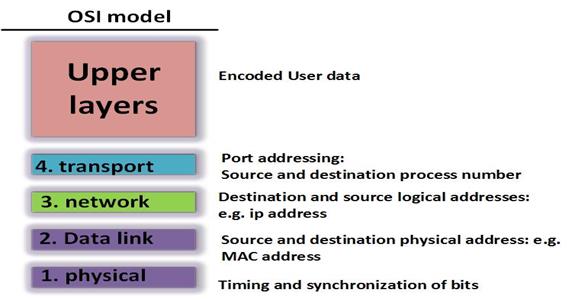 OSI model
Upper
layers
Encoded User data
4. transport
Port addressing:
Source and destination process number
3. network
Destination and source logical addresses:
e.g. ip address
2. Data link
Source and destination physical address: e.g.
MAC address
1. physical
Timing and synchronization of bits